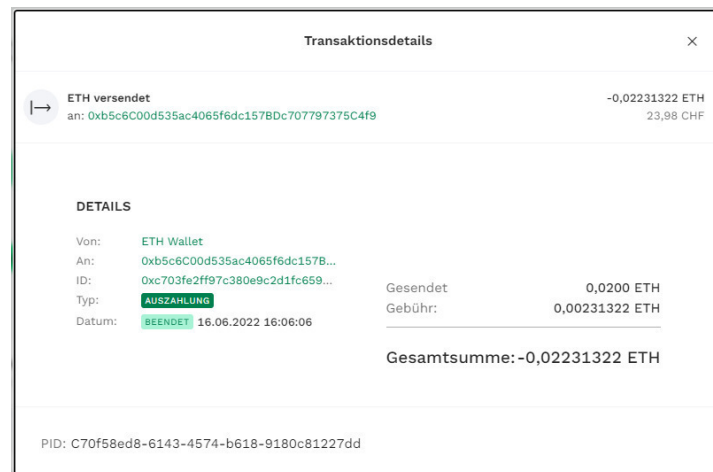 Transaktionsdetails
ETH versendet
-0,02231322 ETH
an: 0xb5c6C00d535ac4065f6dc157BDc707797375C4f9
23,98 CHF
DETAILS
Von: ETH Wallet
An: 0xb5c6C00d535ac4065f6dc157B...
ID: 0xc703fe2ff97c380e9c2d1fc659...
Typ: AUSZAHLUNG
Datum: BEENDET 16.06.2022 16:06:06
Gesendet 0,0200 ETH
Gebühr: 0,00231322 ETH
Gesamtsumme: -0,02231322 ETH
PID: C70f58ed8-6143-4574-b618-9180c81227dd